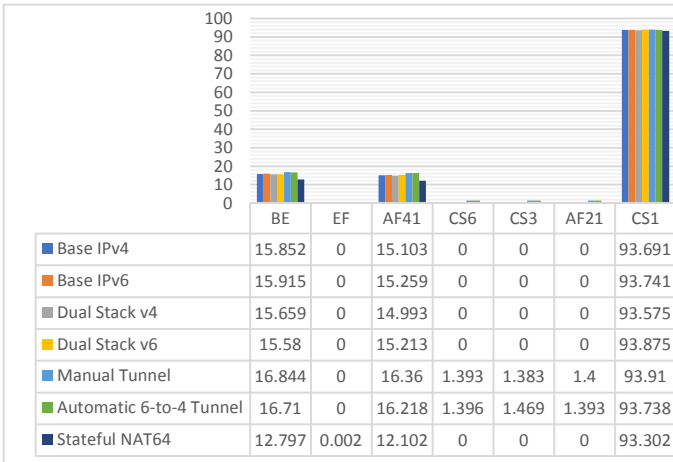 100
90
80
70
60
50
40
30
20
10
0
BE EF AF41 CS6 CS3 AF21 CS1
Base IPv4 15.852 0 15.103 0 0 0 93.691
Base IPv6 15.915 0 15.259 0 0 0 93.741
Dual Stack v4 15.659 0 14.993 0 0 0 93.575
Dual Stack v6 15.58 0 15.213 0 0 0 93.875
Manual Tunnel 16.844 0 16.36 1.393 1.383 1.4 93.91
Automatic 6-to-4 Tunnel 16.71 0 16.218 1.396 1.469 1.393 93.738
Stateful NAT64 12.797 0.002 12.102 0 0 0 93.302